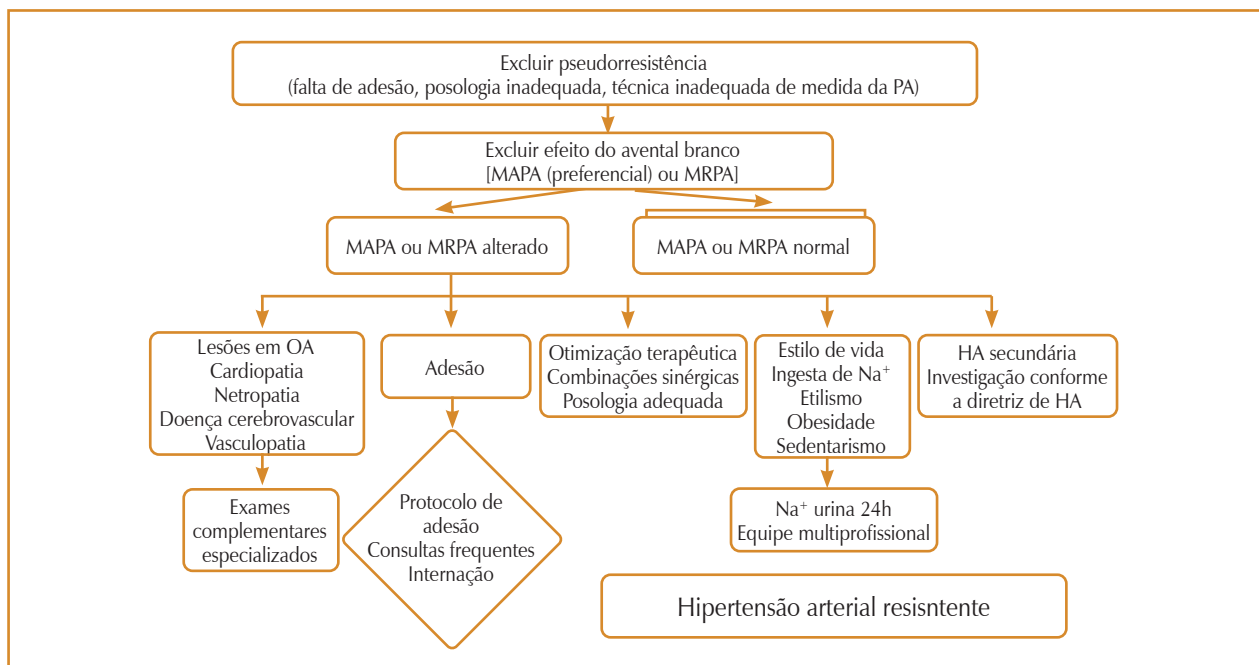 Excluir pseudorresistência
(falta de adesão, posologia inadequada, técnica inadequada de medida da PA)
Excluir efeito do avental branco
[MAPA (preferencial) ou MRPA]
MAPA ou MRPA alterado
MAPA ou MRPA normal
Lesões em OA
Cardiopatia
Netropatia
Doença cerebrovascular
Vasculopatia
Adesão
Otimização terapêutica
Combinações sinérgicas
Posologia adequada
Estilo de vida
Ingesta de Na⁺
Etilismo
Obesidade
Sedentarismo
HA secundária
Investigação conforme
a diretriz de HA
Exames
complementares
especializados
Protocolo de
adesão
Consultas frequentes
Internação
Na⁺ urina 24h
Equipe multiprofissional
Hipertensão arterial resisntente